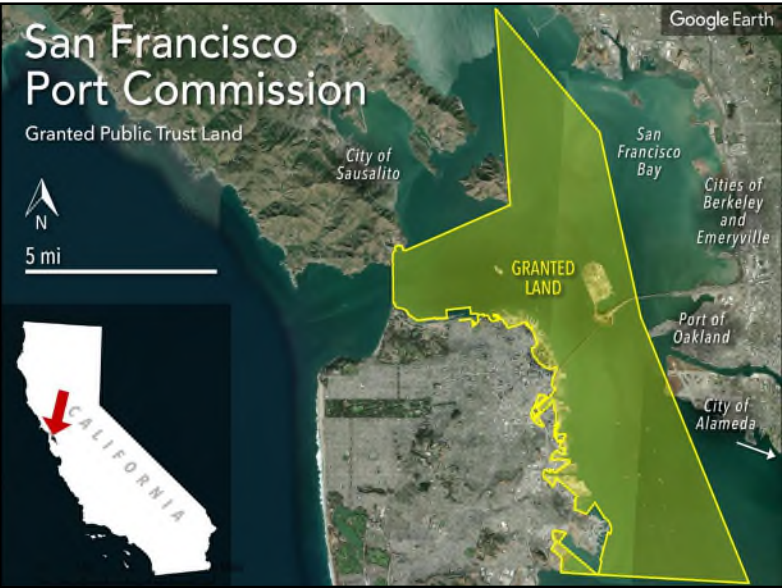 San Francisco
Port Commission
Granted Public Trust Land
Google Earth
City of
Sausalito
San
Francisco
Bay
Cities of
Berkeley
and
Emeryville
N
5 mi
GRANTED
LAND
Port of
Oakland
City of
Alameda
CALIFORNIA